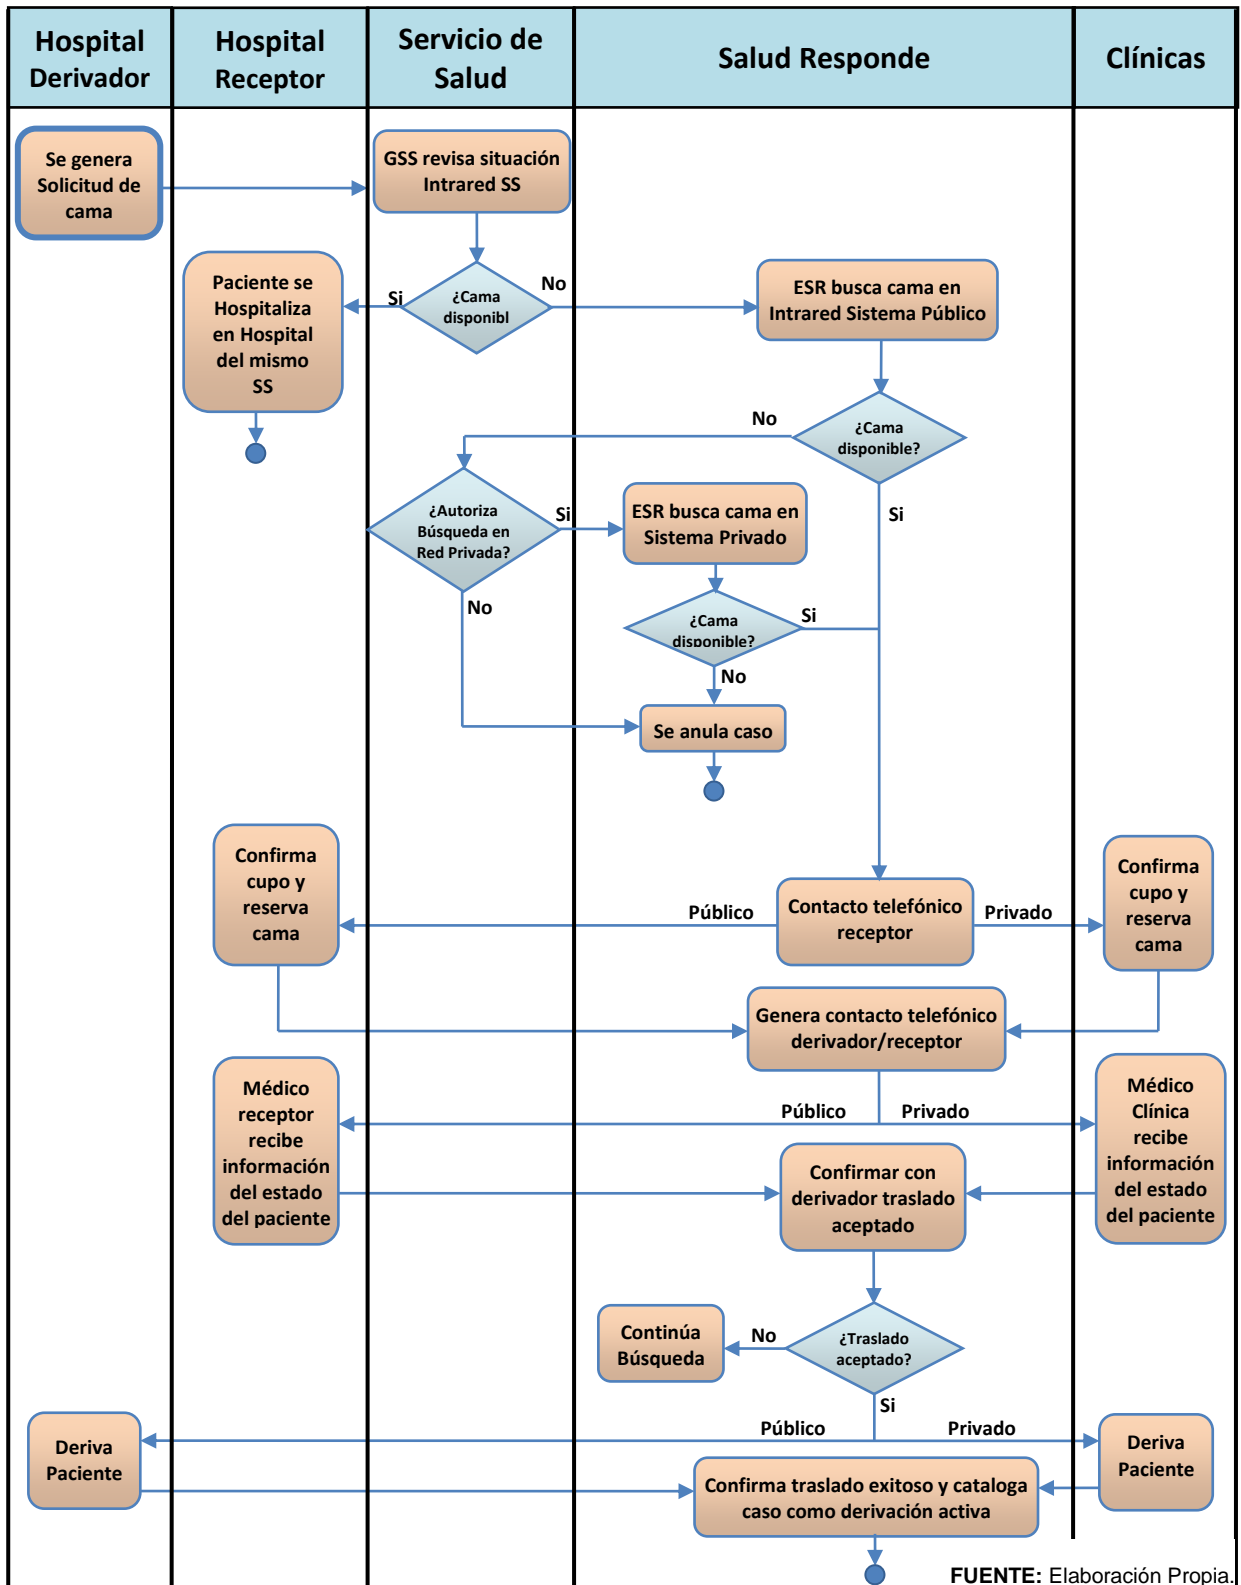 Hospital
Derivador
Hospital
Receptor
Servicio de
Salud
Salud Responde
Clínicas
Se genera
Solicitud de
cama
GSS revisa situación
Intrared SS
Paciente se
Hospitaliza
en Hospital
del mismo
SS
Si
¿Cama
disponibl
No
ESR busca cama en
Intrared Sistema Público
No
¿Cama
disponible?
Si
¿Autoriza
Búsqueda en
Red Privada?
Si
No
ESR busca cama en
Sistema Privado
¿Cama
disponible?
Si
No
Se anula caso
Confirma
cupo y
reserva
cama
Público
Contacto telefónico
receptor
Privado
Confirma
cupo y
reserva
cama
Genera contacto telefónico
derivador/receptor
Médico
receptor
recibe
información
del estado
del paciente
Público
Privado
Médico
Clínica
recibe
información
del estado
del paciente
Confirmar con
derivador traslado
aceptado
Continúa
Búsqueda
No
¿Traslado
aceptado?
Si
Público
Privado
Deriva
Paciente
Deriva
Paciente
Confirma traslado exitoso y cataloga
caso como derivación activa
FUENTE: Elaboración Propia.